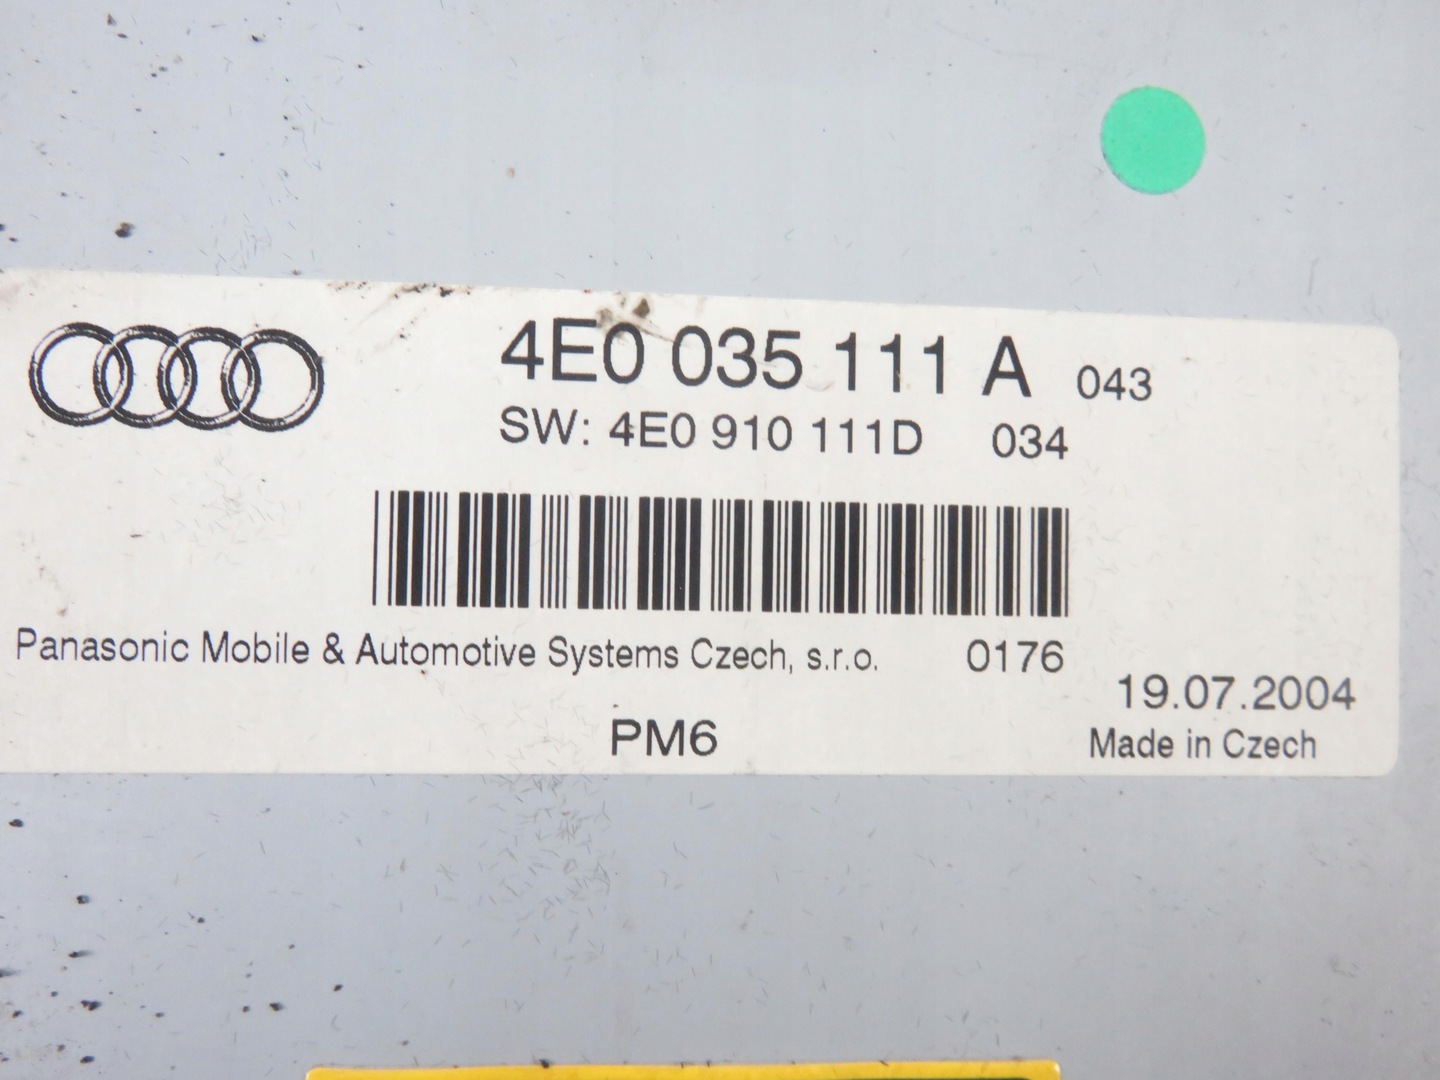 4E0 035 111 A 043
SW: 4E0 910 111D 034
Panasonic Mobile & Automotive Systems Czech, s.r.o. 0176
19.07.2004
PM6
Made in Czech